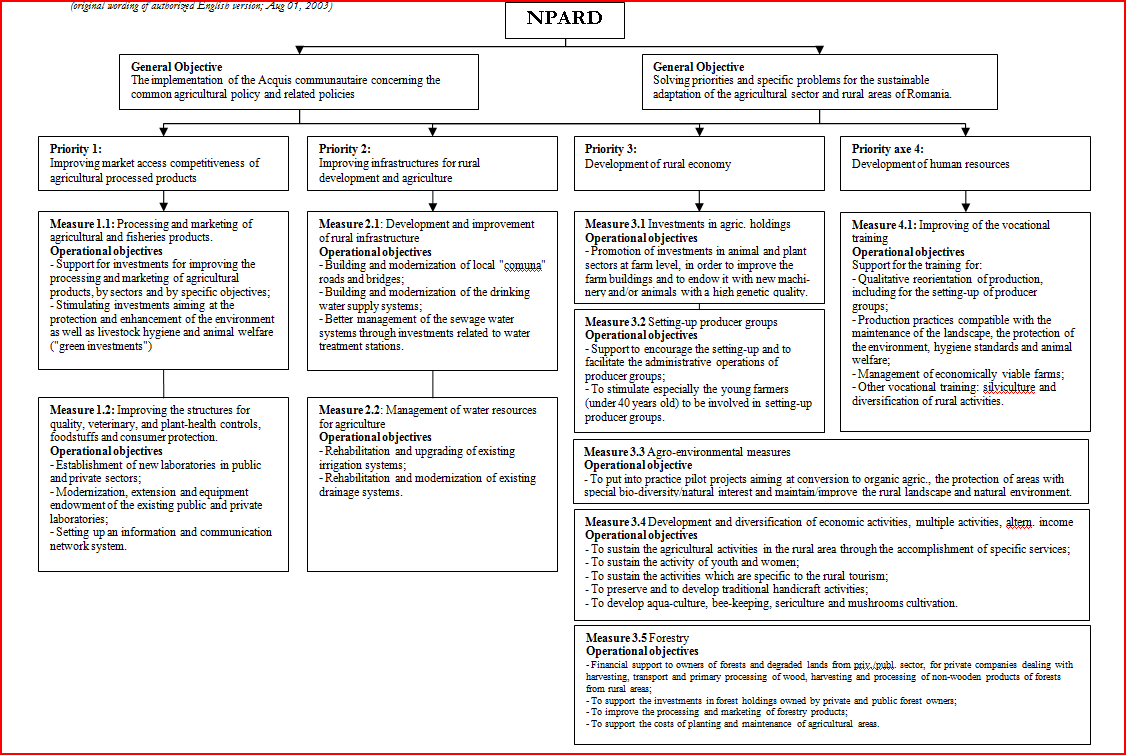 (original wording of authorized English version; Aug 01, 2003)
NPARD
General Objective
The implementation of the Acquis communautaire concerning the
common agricultural policy and related policies
General Objective
Solving priorities and specific problems for the sustainable
adaptation of the agricultural sector and rural areas of Romania.
Priority 1:
Improving market access competitiveness of
agricultural processed products
Priority 2:
Improving infrastructures for rural
development and agriculture
Priority 3:
Development of rural economy
Priority axe 4:
Development of human resources
Measure 1.1: Processing and marketing of
agricultural and fisheries products.
Operational objectives
- Support for investments for improving the
processing and marketing of agricultural
products, by sectors and by specific objectives;
- Stimulating investments aiming at the
protection and enhancement of the environment
as well as livestock hygiene and animal welfare
("green investments")
Measure 1.2: Improving the structures for
quality, veterinary, and plant-health controls,
foodstuffs and consumer protection.
Operational objectives
- Establishment of new laboratories in public
and private sectors;
- Modernization, extension and equipment
endowment of the existing public and private
laboratories;
- Setting up an information and communication
network system.
Measure 2.1: Development and improvement
of rural infrastructure
Operational objectives
- Building and modernization of local "comuna"
roads and bridges;
- Building and modernization of the drinking
water supply systems;
- Better management of the sewage water
systems through investments related to water
treatment stations.
Measure 2.2: Management of water resources
for agriculture
Operational objectives
- Rehabilitation and upgrading of existing
irrigation systems;
- Rehabilitation and modernization of existing
drainage systems.
Measure 3.1 Investments in agric. holdings
Operational objectives
- Promotion of investments in animal and plant
sectors at farm level, in order to improve the
farm buildings and to endow it with new machi-
nery and/or animals with a high genetic quality.
Measure 3.2 Setting-up producer groups
Operational objectives
- Support to encourage the setting-up and to
facilitate the administrative operations of
producer groups;
- To stimulate especially the young farmers
(under 40 years old) to be involved in setting-up
producer groups.
Measure 4.1: Improving of the vocational
training
Operational objectives
Support for the training for:
- Qualitative reorientation of production,
including for the setting-up of producer
groups;
- Production practices compatible with the
maintenance of the landscape, the protection of
the environment, hygiene standards and animal
welfare;
- Management of economically viable farms;
- Other vocational training: silviculture and
diversification of rural activities.
Measure 3.3 Agro-environmental measures
Operational objective
- To put into practice pilot projects aiming at conversion to organic agric., the protection of areas with
special bio-diversity/natural interest and maintain/improve the rural landscape and natural environment.
Measure 3.4 Development and diversification of economic activities, multiple activities, altern. income
Operational objectives
- To sustain the agricultural activities in the rural area through the accomplishment of specific services;
- To sustain the activity of youth and women;
- To sustain the activities which are specific to the rural tourism;
- To preserve and to develop traditional handicraft activities;
- To develop aqua-culture, bee-keeping, sericulture and mushrooms cultivation.
Measure 3.5 Forestry
Operational objectives
- Financial support to owners of forests and degraded lands from priv./publ. sector, for private companies dealing with
harvesting, transport and primary processing of wood, harvesting and processing of non-wooden products of forests
from rural areas;
- To support the investments in forest holdings owned by private and public forest owners;
- To improve the processing and marketing of forestry products;
- To support the costs of planting and maintenance of agricultural areas.